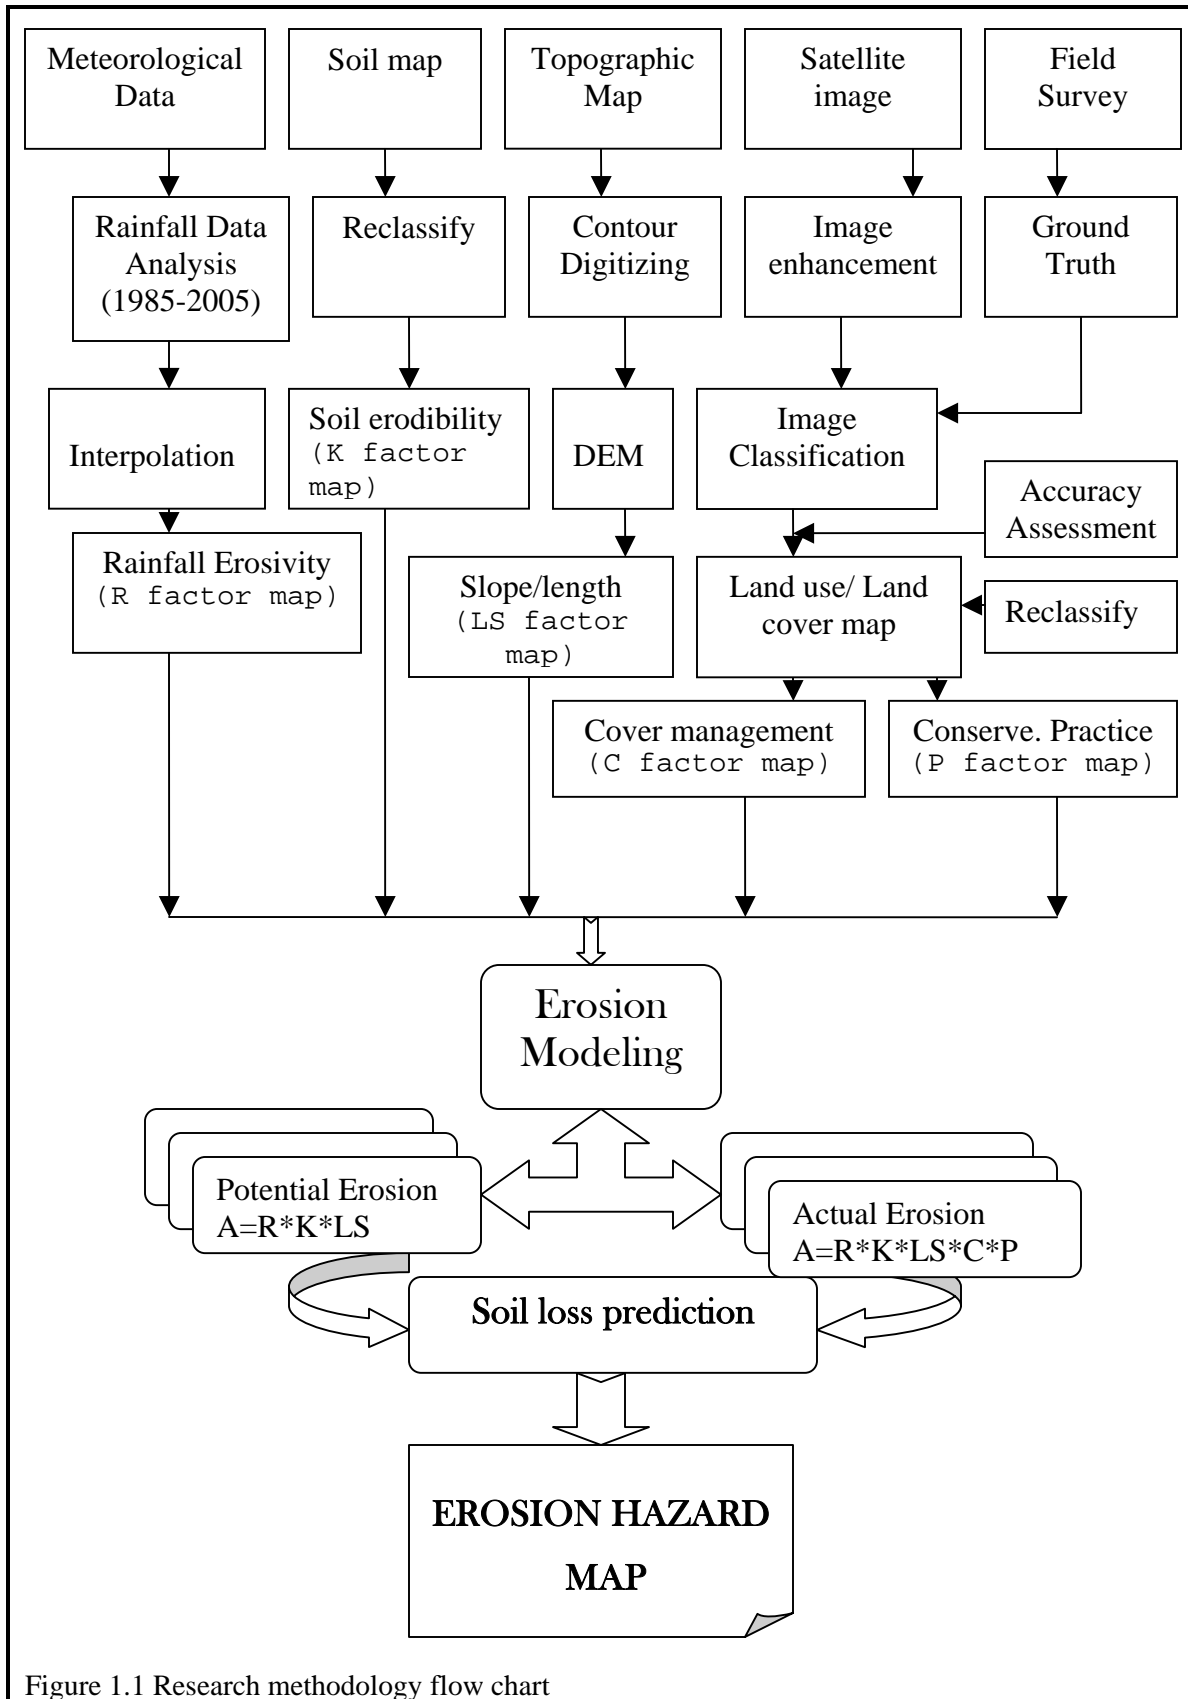 Meteorological
Data
Soil map
Topographic
Map
Satellite
image
Field
Survey
Rainfall Data
Analysis
(1985-2005)
Reclassify
Contour
Digitizing
Image
enhancement
Ground
Truth
Interpolation
Soil erodibility
(K factor
map)
DEM
Image
Classification
Accuracy
Assessment
Rainfall Erosivity
(R factor map)
Slope/length
(LS factor
map)
Land use/ Land
cover map
Reclassify
Cover management
(C factor map)
Conserve. Practice
(P factor map)
Erosion
Modeling
Potential Erosion
A=R*K*LS
Actual Erosion
A=R*K*LS*C*P
Soil loss prediction
EROSION HAZARD
MAP
Figure 1.1 Research methodology flow chart